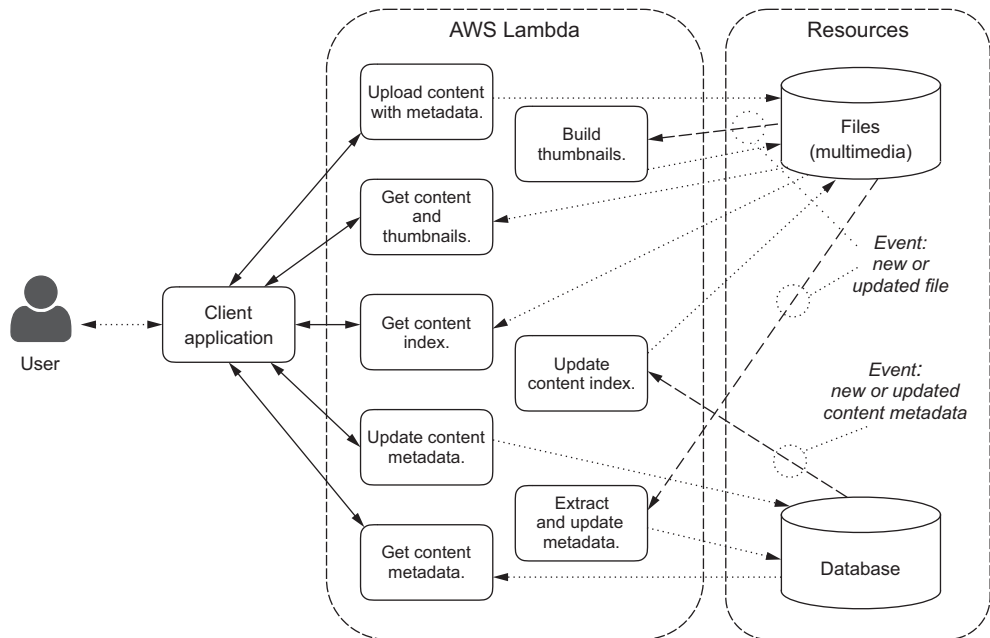 AWS Lambda
Resources
Upload content
with metadata.
Build
thumbnails.
Files
(multimedia)
Get content
and
thumbnails.
Event:
new or
updated file
User
Client
application
Get content
index.
Update
content index.
Event:
new or updated
content metadata
Update content
metadata.
Extract
and update
metadata.
Get content
metadata.
Database